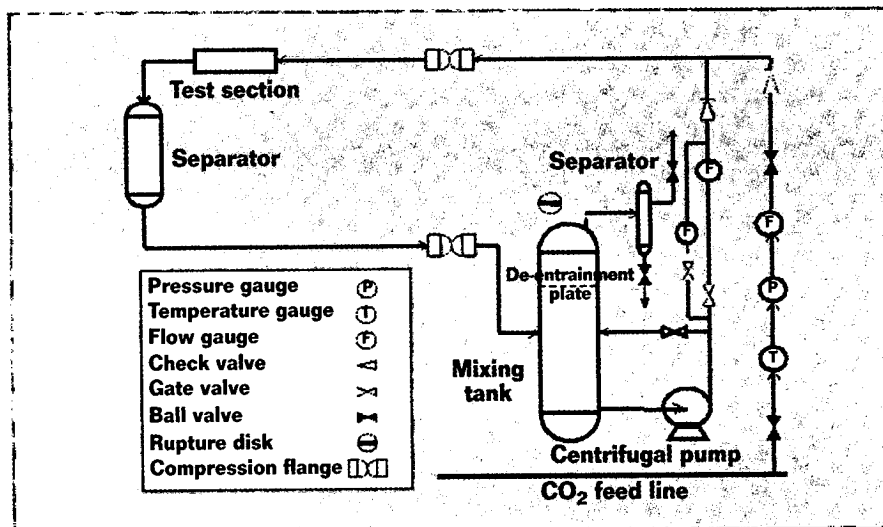 Test section
Separator
Separator
F
F
F
De-entrainment
plate
P
T
Mixing
tank
Centrifugal pump
CO₂ feed line
Pressure gauge P
Temperature gauge T
Flow gauge F
Check valve
Gate valve
Ball valve
Rupture disk
Compression flange